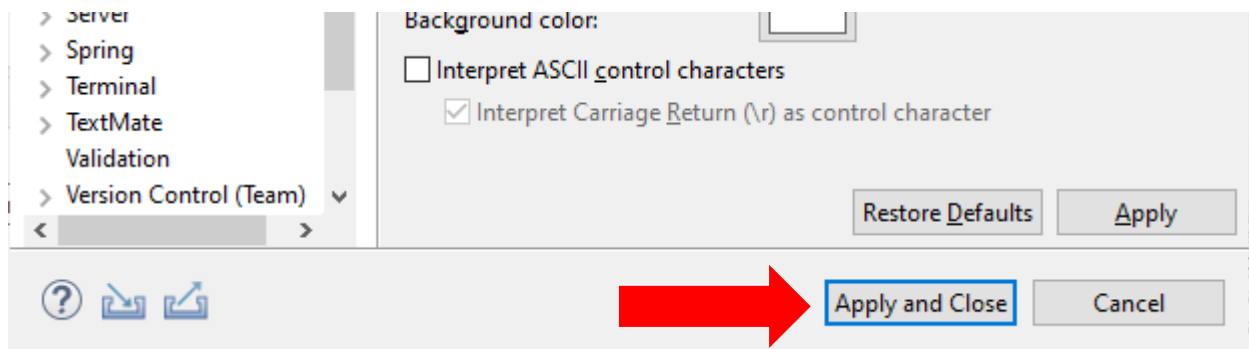 Server
Spring
Terminal
TextMate
Validation
Version Control (Team)
Background color:
Interpret ASCII control characters
Interpret Carriage Return (\r) as control character
Restore Defaults
Apply
?
Apply and Close
Cancel